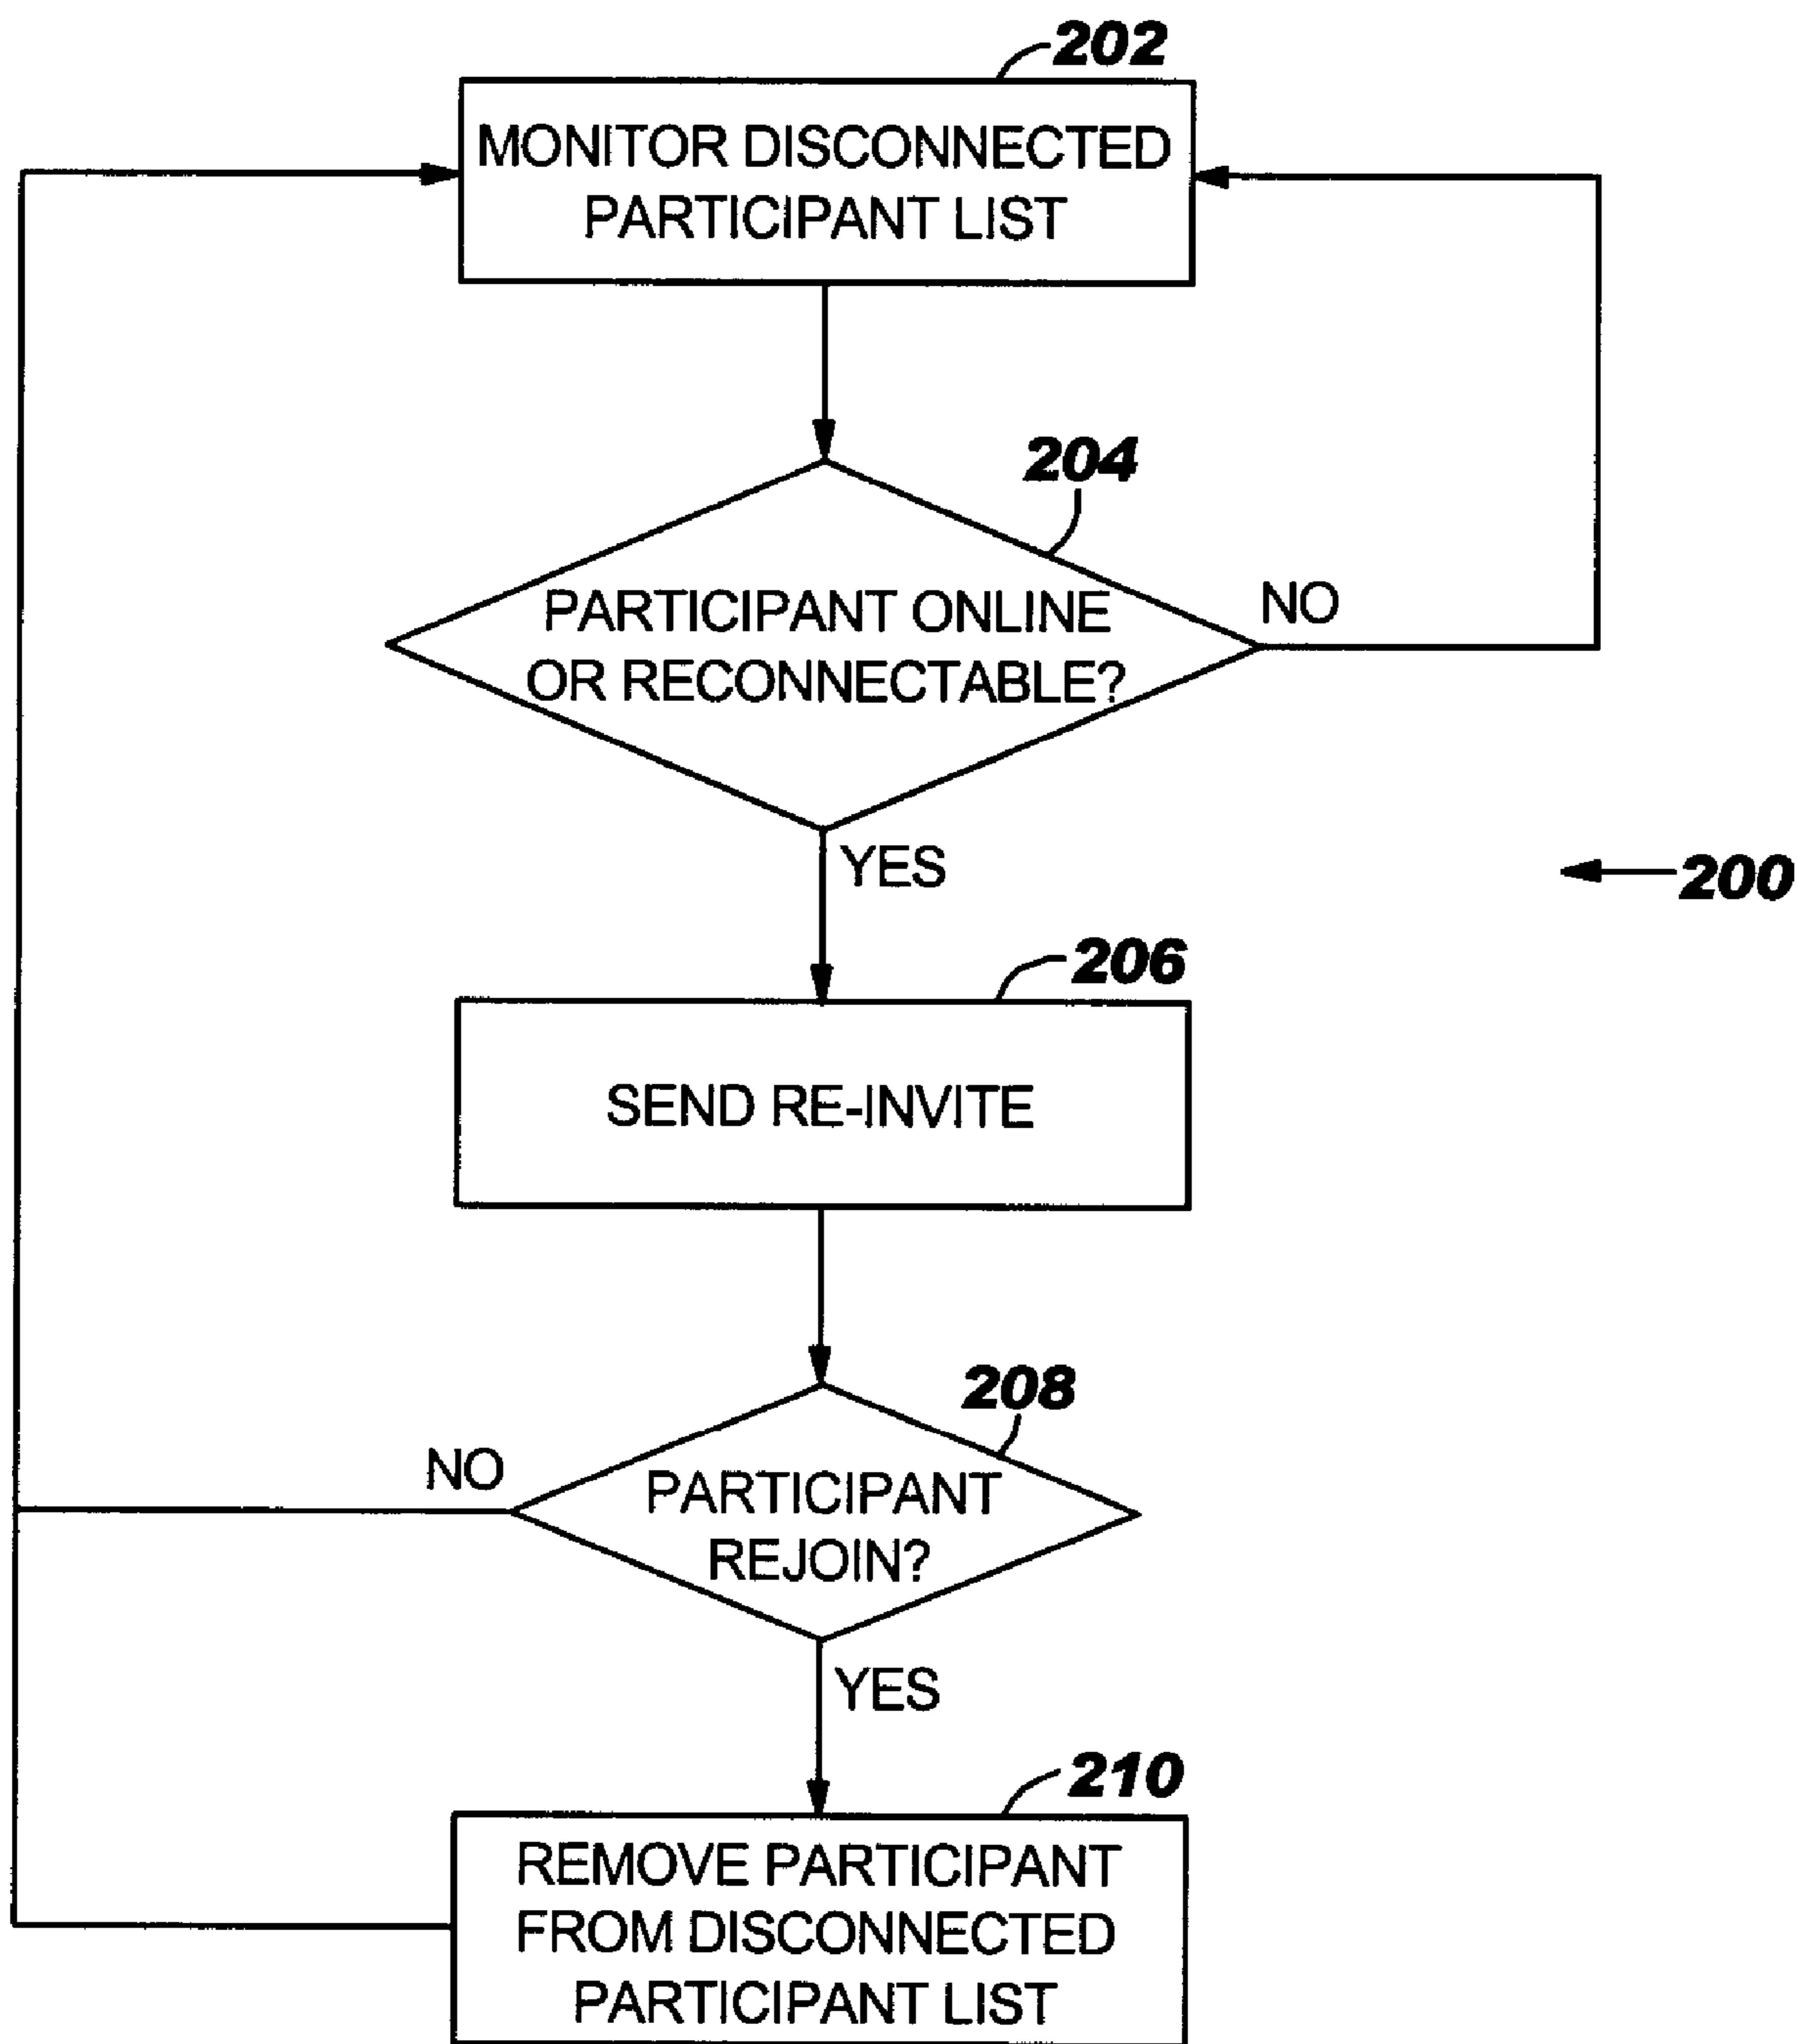 202
MONITOR DISCONNECTED
PARTICIPANT LIST
204
PARTICIPANT ONLINE
OR RECONNECTABLE?
NO
YES
200
206
SEND RE-INVITE
208
NO
PARTICIPANT
REJOIN?
YES
210
REMOVE PARTICIPANT
FROM DISCONNECTED
PARTICIPANT LIST